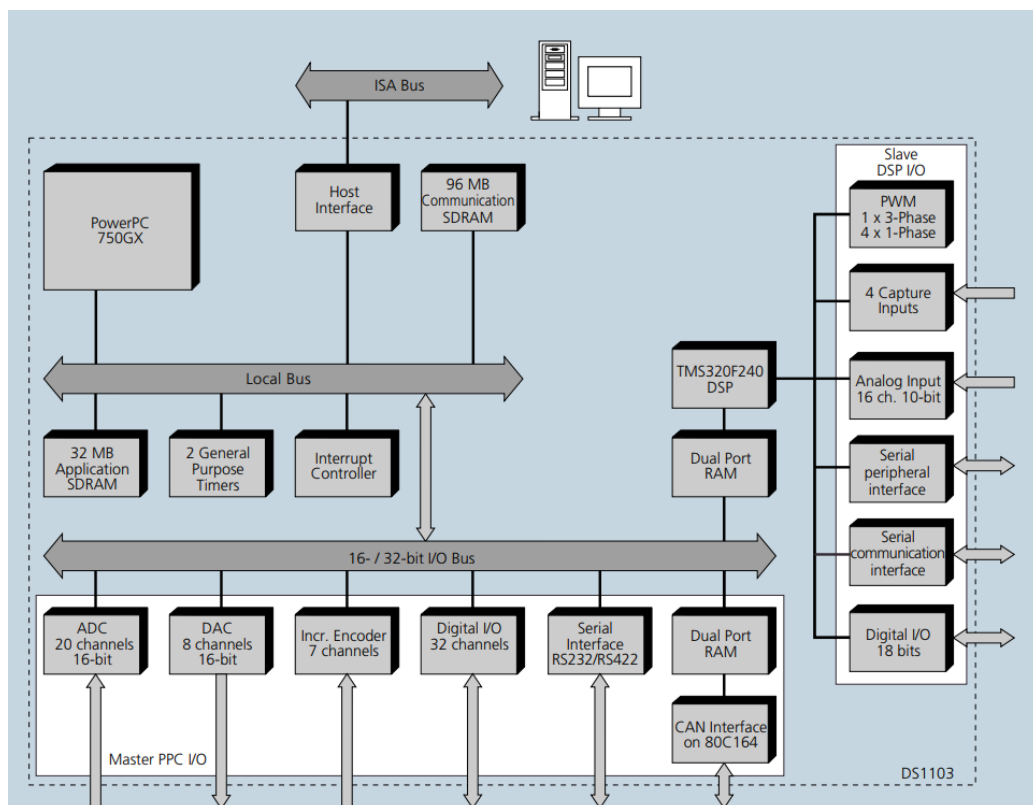 ISA Bus
PowerPC
750GX
Host
Interface
96 MB
Communication
SDRAM
Local Bus
32 MB
Application
SDRAM
2 General
Purpose
Timers
Interrupt
Controller
TMS320F240
DSP
Dual Port
RAM
Slave
DSP I/O
PWM
1 x 3-Phase
4 x 1-Phase
4 Capture
Inputs
Analog Input
16 ch. 10-bit
Serial
peripheral
interface
Serial
communication
interface
Digital I/O
18 bits
16- / 32-bit I/O Bus
ADC
20 channels
16-bit
DAC
8 channels
16-bit
Incr. Encoder
7 channels
Digital I/O
32 channels
Serial
Interface
RS232/RS422
Dual Port
RAM
CAN Interface
on 80C164
Master PPC I/O
DS1103